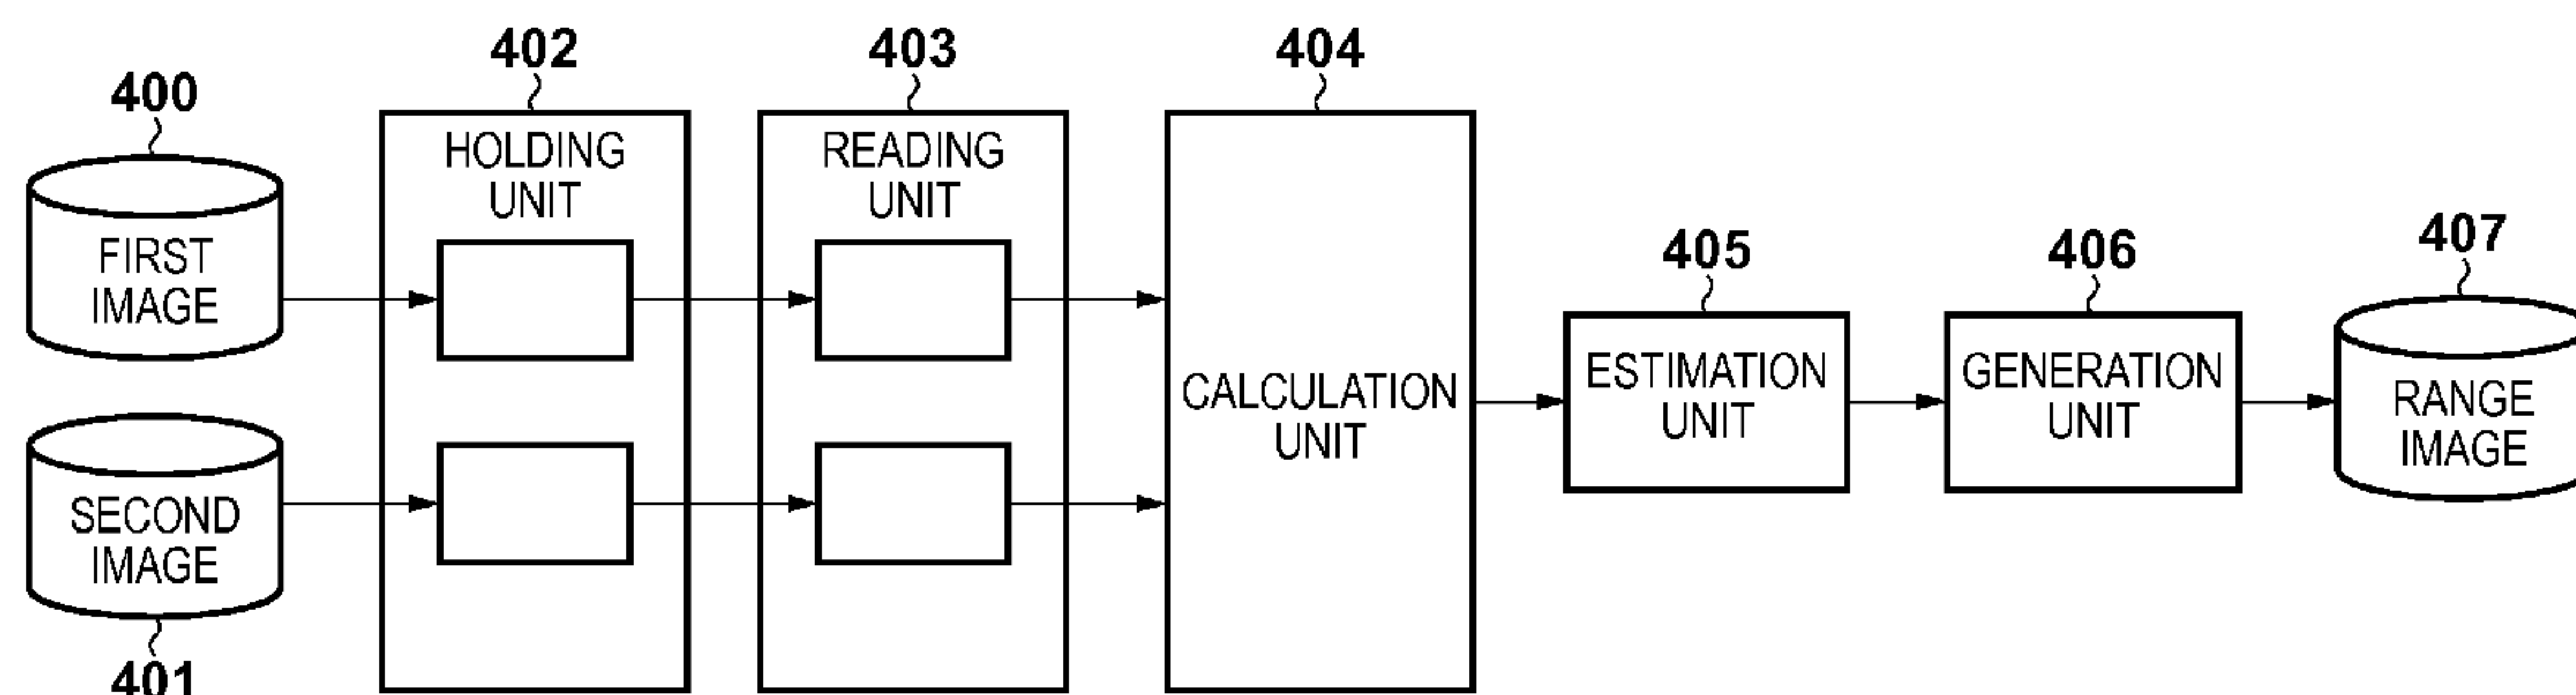 400
FIRST
IMAGE
SECOND
IMAGE
401
402
HOLDING
UNIT
403
READING
UNIT
404
CALCULATION
UNIT
405
ESTIMATION
UNIT
406
GENERATION
UNIT
407
RANGE
IMAGE